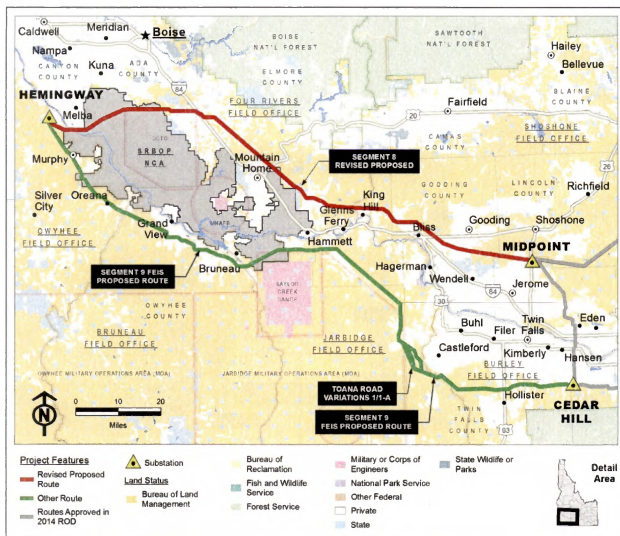 BOISE
NAT'L FOREST
SAWTOOTH
NAT'L FOREST
Caldwell
Meridian
Boise
Nampa
Hailey
CANYON
COUNTY
ADA
COUNTY
Kuna
84
ELMORE
COUNTY
Bellevue
BLAINE
COUNTY
HEMINGWAY
Melba
FOUR RIVERS
FIELD OFFICE
Fairfield
20
CAMAS
COUNTY
SHOSHONE
FIELD OFFICE
SRBOP
NCA
Murphy
Mountain
Home
SEGMENT 8
REVISED PROPOSED
26
GOODING
COUNTY
LINCOLN
COUNTY
Richfield
Silver
City
Oreana
King
Hill
Glenns
Ferry
Gooding
Shoshone
OWYHEE
FIELD OFFICE
Grand
View
Hammett
Bliss
MIDPOINT
SEGMENT 9 FEIS
PROPOSED ROUTE
Bruneau
Hagerman
Wendell
84
Jerome
OWYHEE
COUNTY
SAYLOR
CREEK
RANGE
Buhl
Filer
Twin
Falls
Eden
BRUNEAU
FIELD OFFICE
JARBIDGE
FIELD OFFICE
Castleford
Kimberly
Hansen
BURLEY
FIELD OFFICE
OWYHEE MILITARY OPERATIONS AREA (MOA)
JARBIDGE MILITARY OPERATIONS AREA (MOA)
TOANA ROAD
VARIATIONS 1/1-A
Hollister
CEDAR
HILL
SEGMENT 9
FEIS PROPOSED ROUTE
TWIN
FALLS
COUNTY
93
N
0 10 20
Miles
Project Features
Revised Proposed
Route
Other Route
Routes Approved in
2014 ROD
Substation
Land Status
Bureau of Land
Management
Bureau of
Reclamation
Fish and Wildlife
Service
Forest Service
Military or Corps of
Engineers
National Park Service
Other Federal
Private
State
State Wildlife or
Parks
Detail
Area